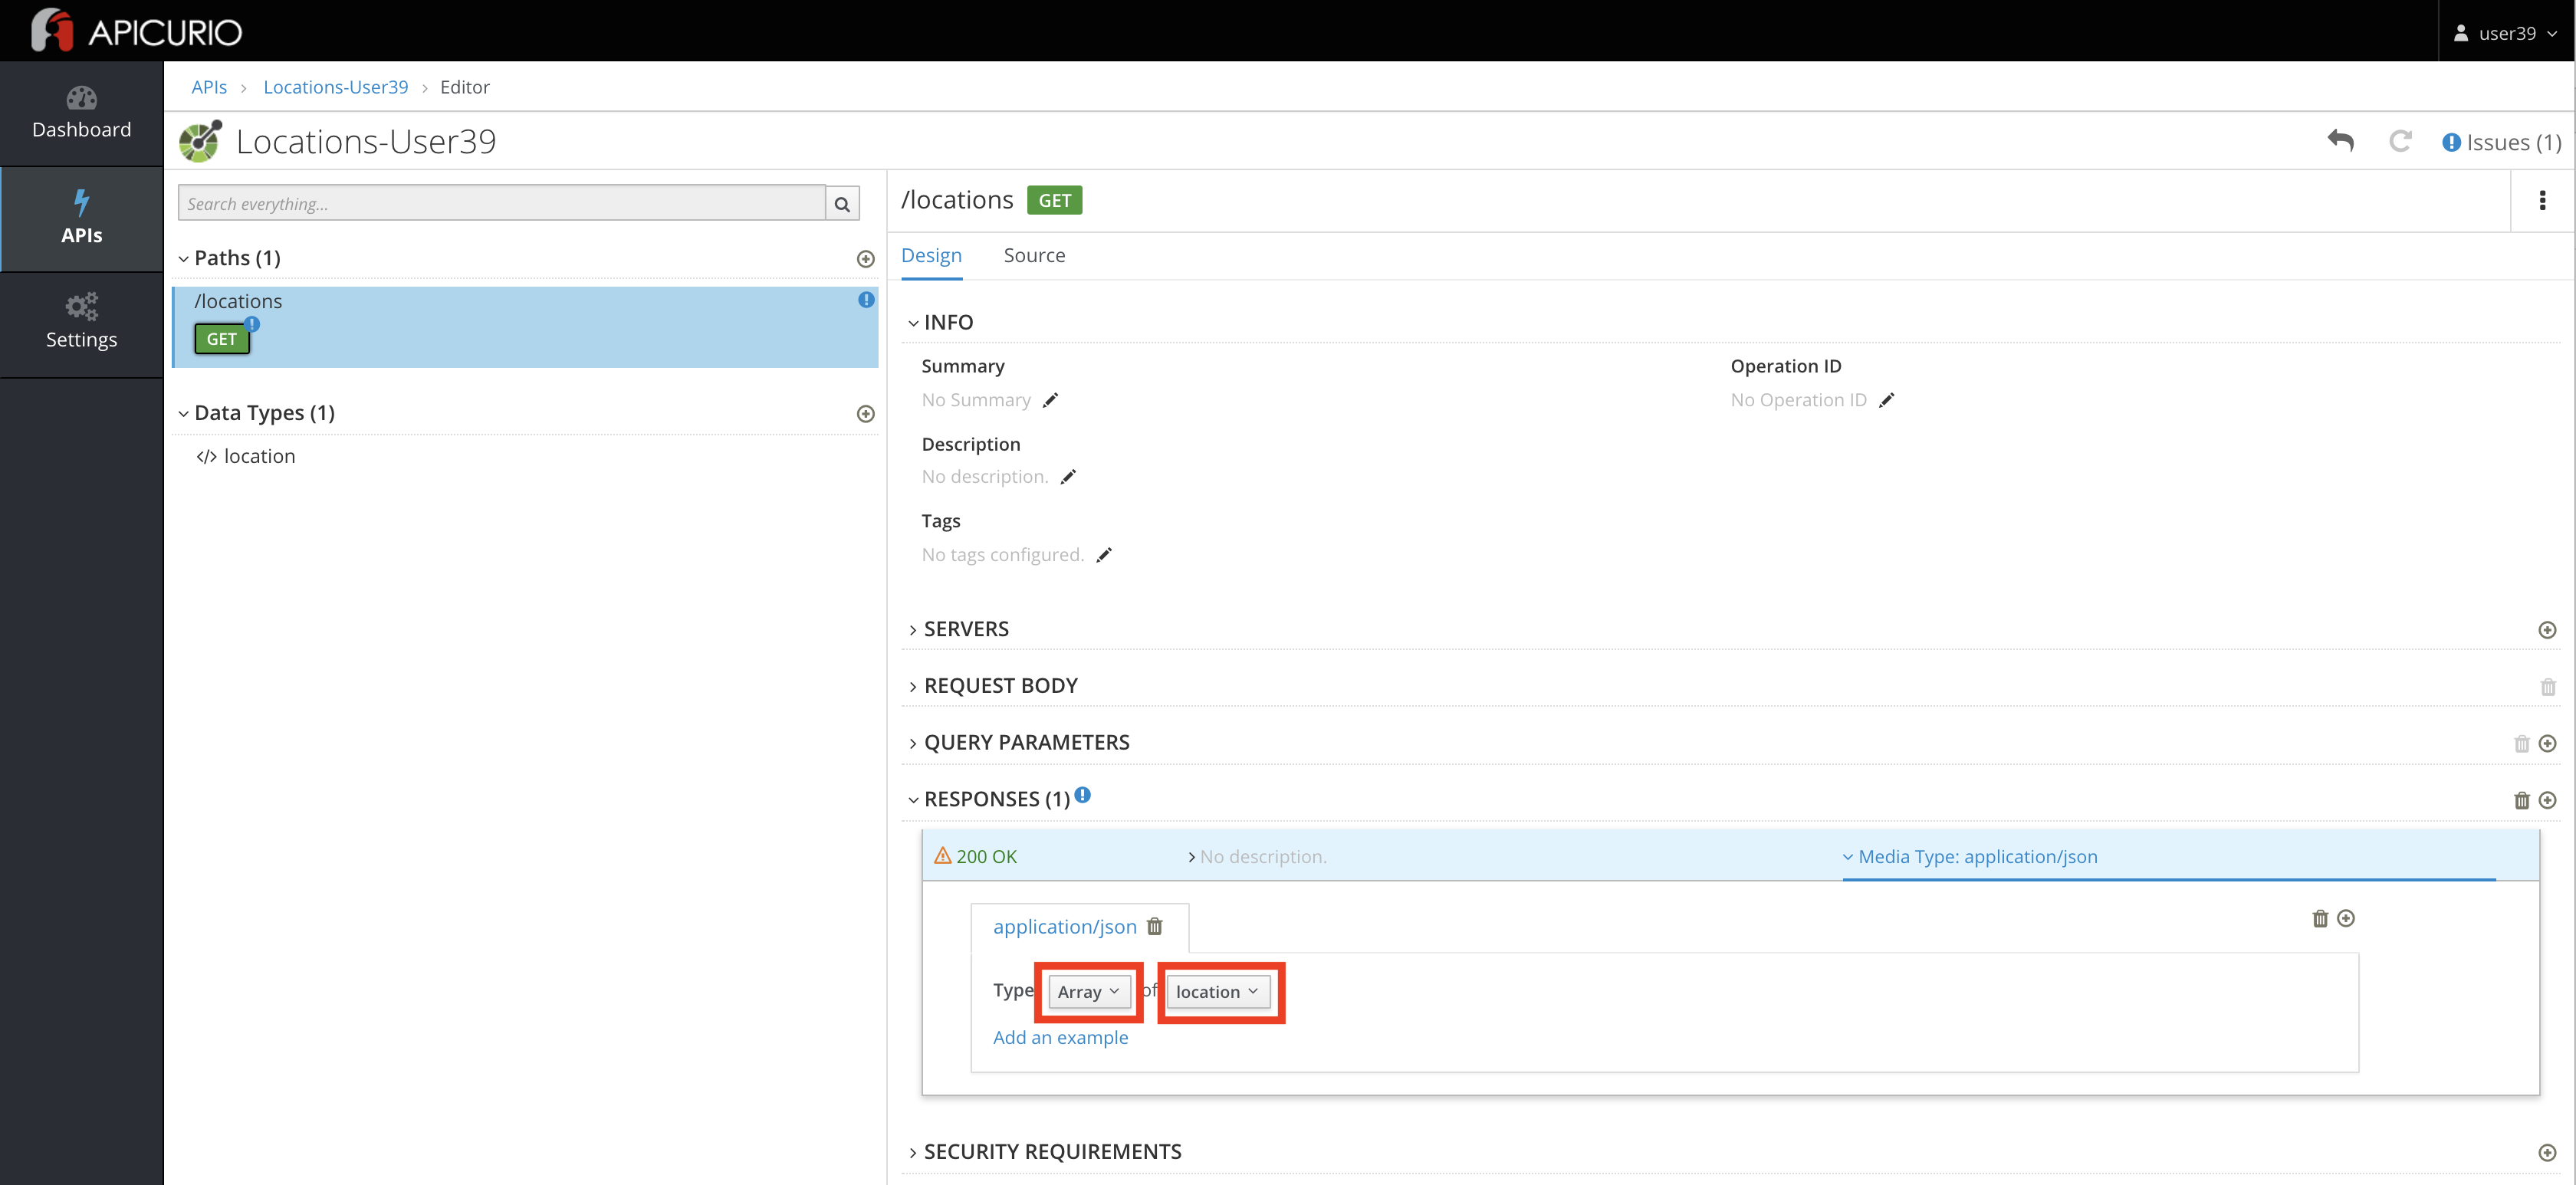 APICURIO
user39
Dashboard
APIs
Settings
APIs > Locations-User39 > Editor
Locations-User39
Issues (1)
Search everything...
Paths (1)
/locations
GET
Data Types (1)
</> location
/locations GET
Design Source
INFO
Summary
No Summary
Operation ID
No Operation ID
Description
No description.
Tags
No tags configured.
SERVERS
REQUEST BODY
QUERY PARAMETERS
RESPONSES (1)
200 OK
No description.
Media Type: application/json
application/json
Type Array of location
Add an example
SECURITY REQUIREMENTS